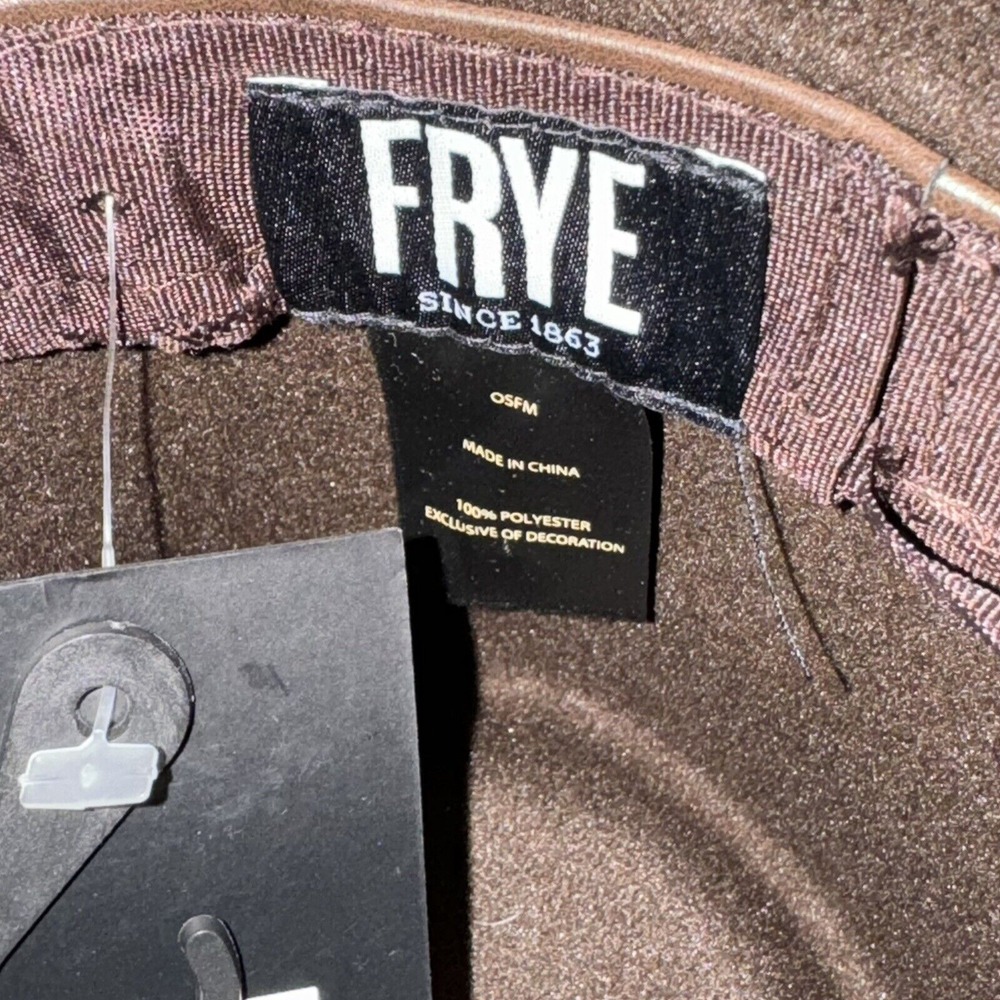 FRYE
SINCE 1863
OSFM
MADE IN CHINA
100% POLYESTER
EXCLUSIVE OF DECORATION